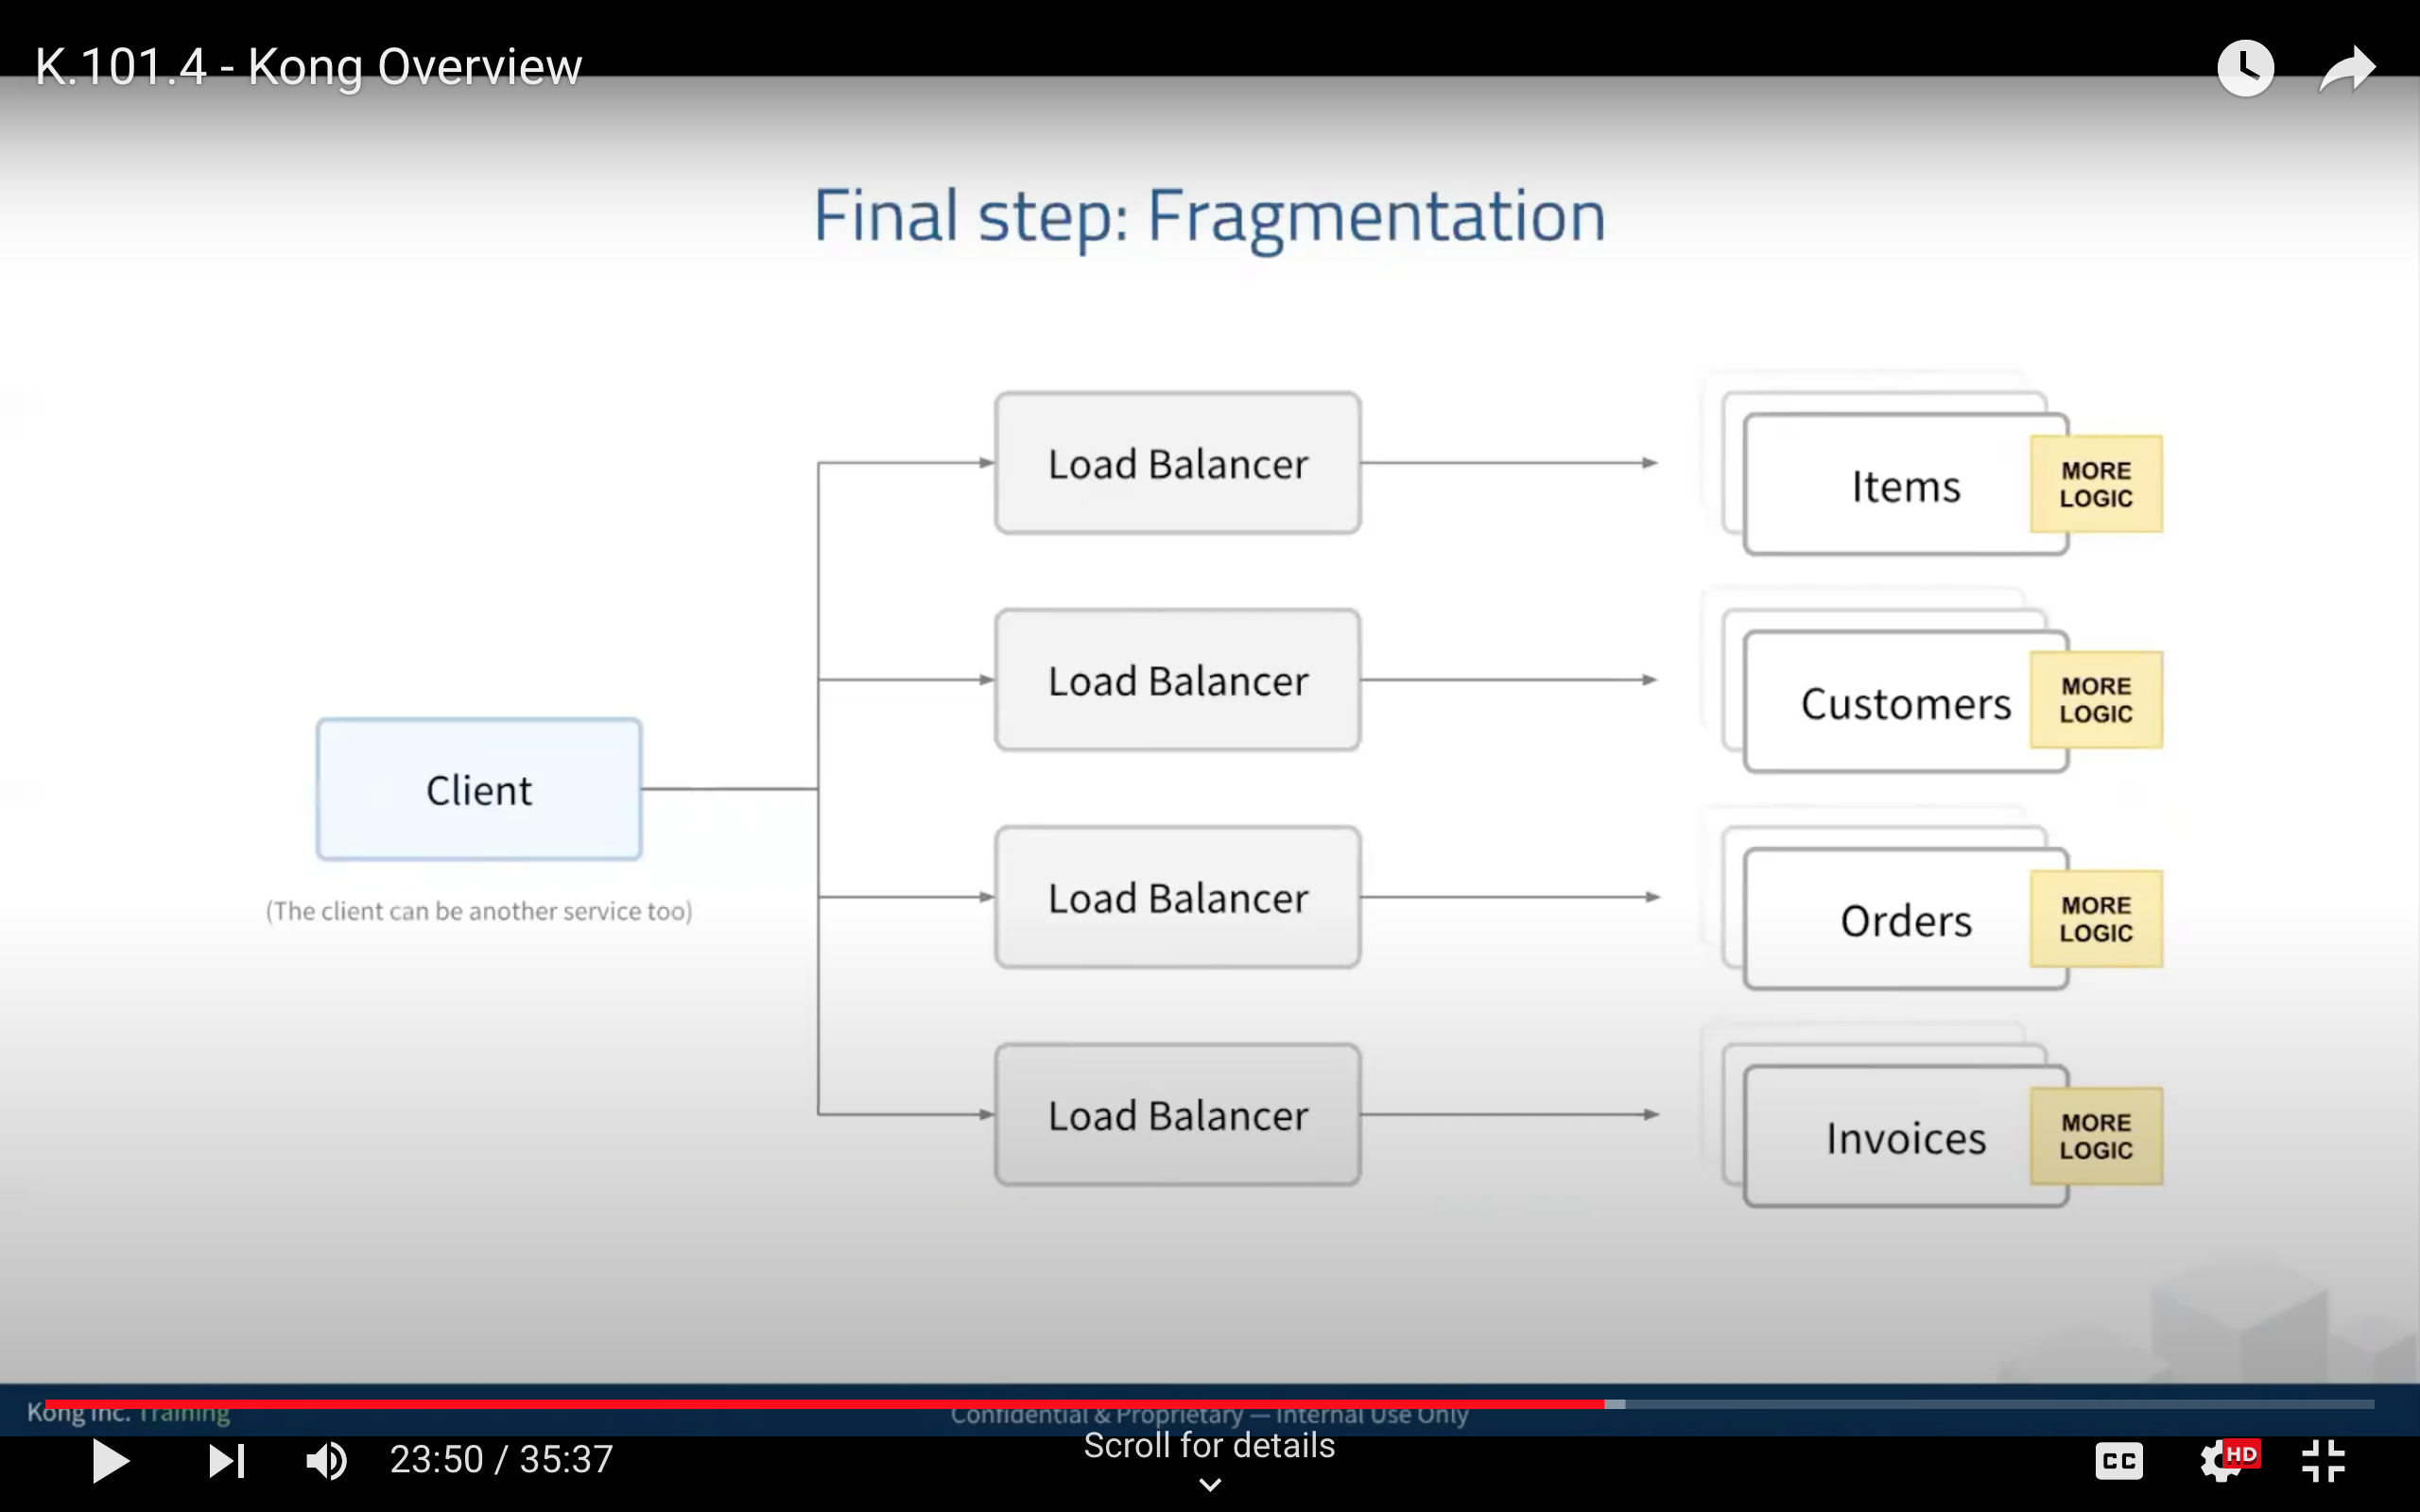 K.101.4 - Kong Overview
Final step: Fragmentation
Load Balancer
Items
MORE
LOGIC
Load Balancer
Customers
MORE
LOGIC
Client
(The client can be another service too)
Load Balancer
Orders
MORE
LOGIC
Load Balancer
Invoices
MORE
LOGIC
Kong Inc. Training
Confidential & Proprietary — Internal Use Only
23:50 / 35:37
Scroll for details
CC
HD